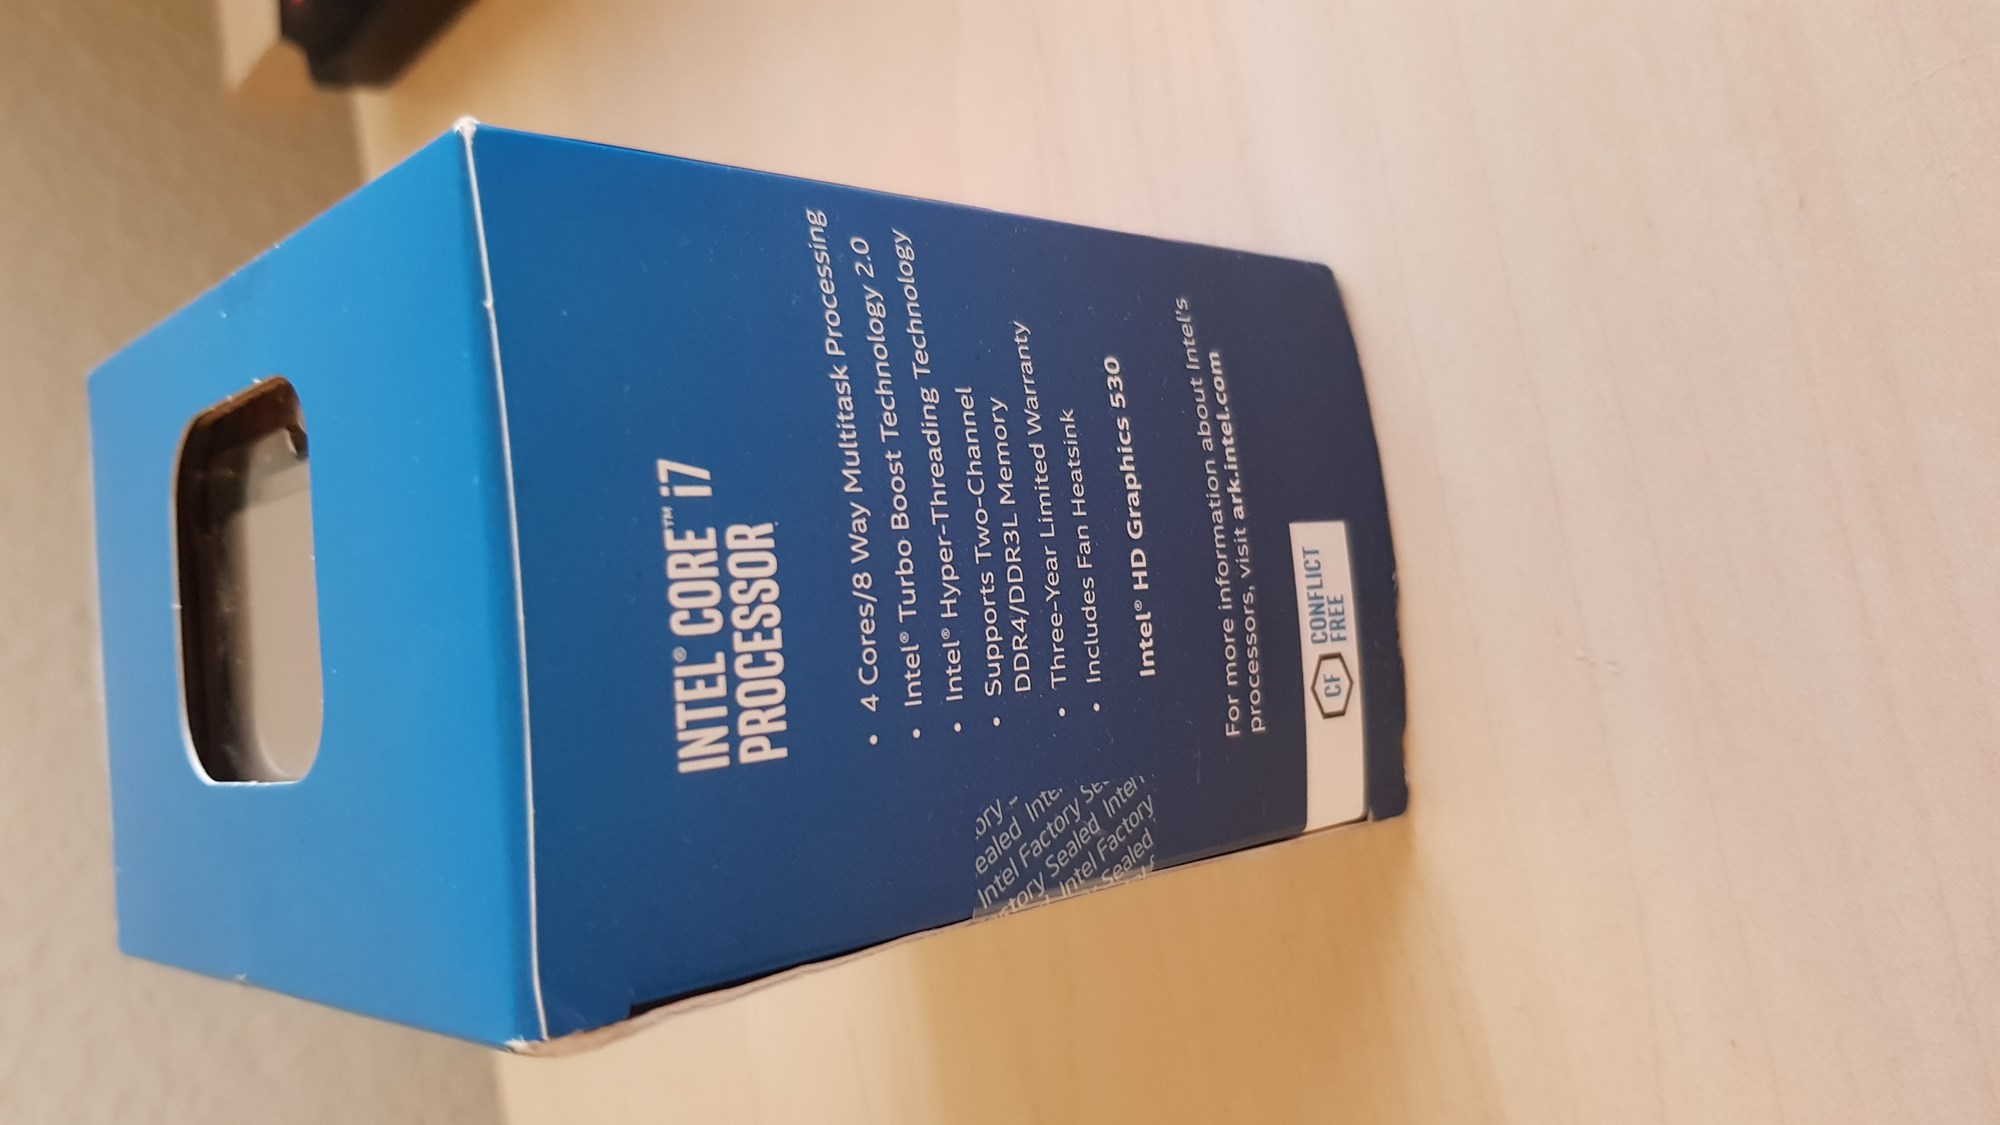 INTEL® CORE™ i7
PROCESSOR
• 4 Cores/8 Way Multitask Processing
• Intel® Turbo Boost Technology 2.0
• Intel® Hyper-Threading Technology
• Supports Two-Channel
DDR4/DDR3L Memory
• Three-Year Limited Warranty
• Includes Fan Heatsink
Intel® HD Graphics 530
For more information about Intel's
processors, visit ark.intel.com
CF CONFLICT
FREE
Intel Factory
Sealed Intel
Intel Factory
Sealed